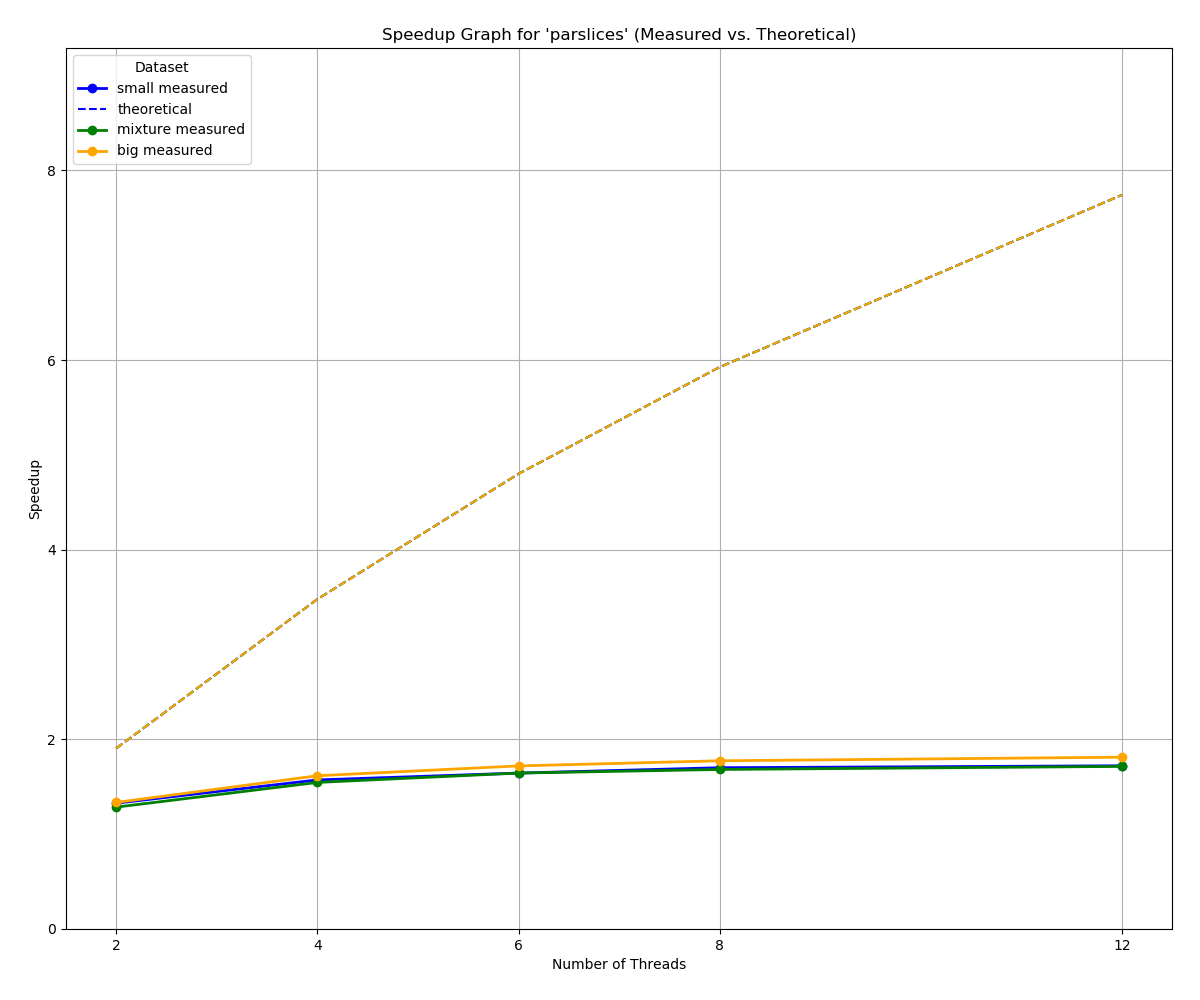 Speedup Graph for 'parslices' (Measured vs. Theoretical)
Dataset
small measured
theoretical
mixture measured
big measured
8
6
4
2
0
Speedup
2 4 6 8 12
Number of Threads